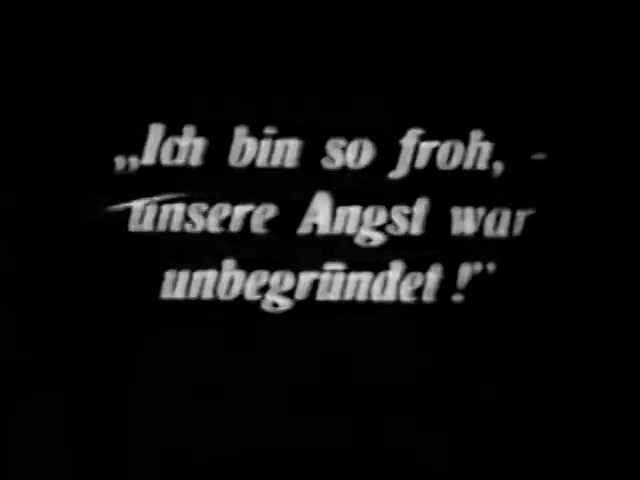 „Ich bin so froh, -
unsere Angst war
unbegründet!”